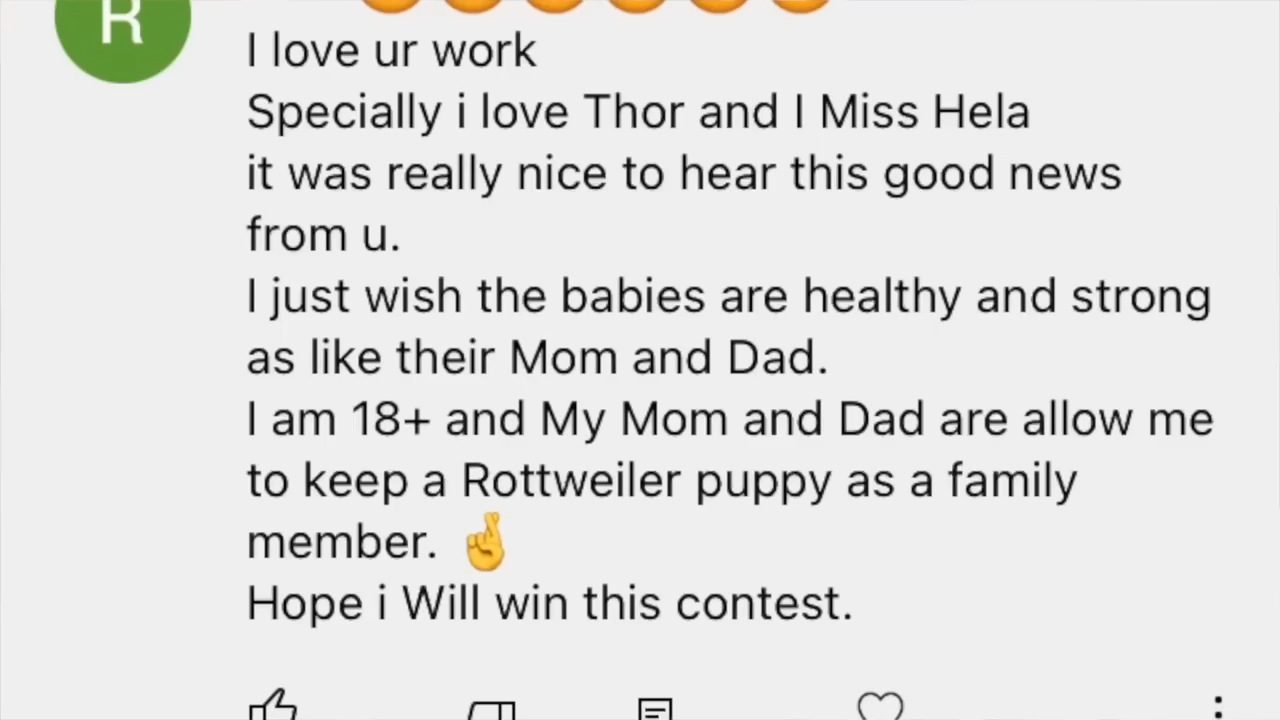 R
I love ur work
Specially i love Thor and I Miss Hela
it was really nice to hear this good news
from u.
I just wish the babies are healthy and strong
as like their Mom and Dad.
I am 18+ and My Mom and Dad are allow me
to keep a Rottweiler puppy as a family
member. 🤞
Hope i Will win this contest.